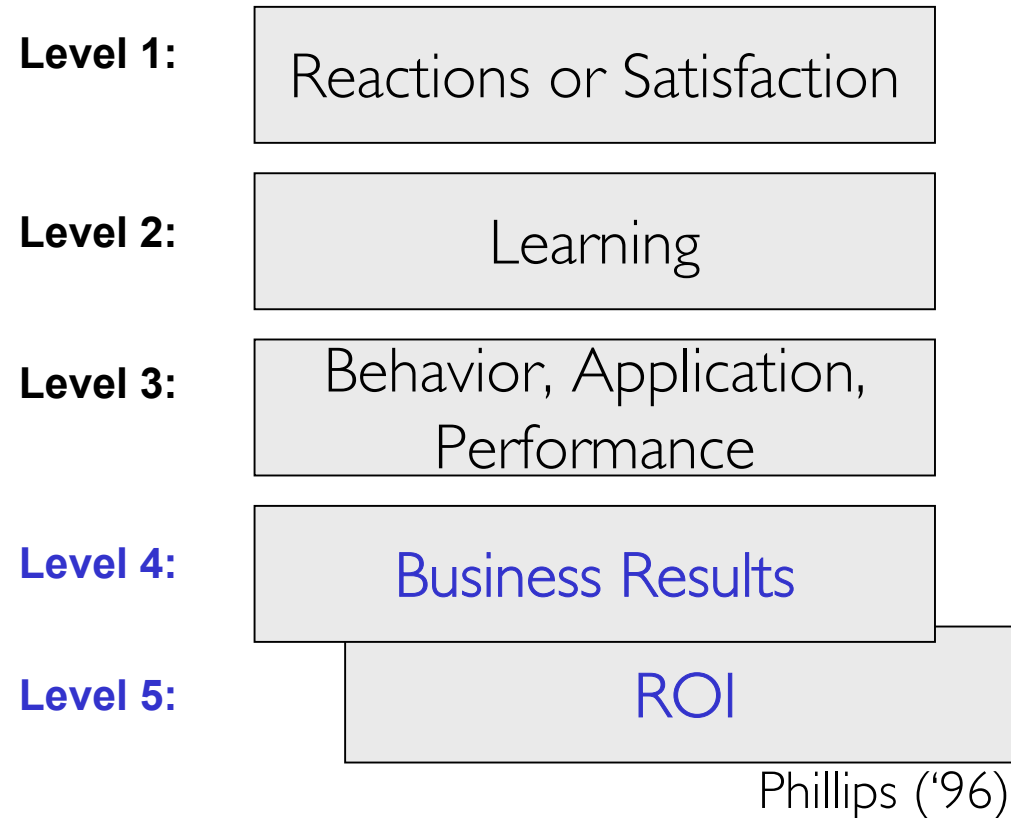 Level 1:
Reactions or Satisfaction
Level 2:
Learning
Level 3:
Behavior, Application,
Performance
Level 4:
Business Results
Level 5:
ROI
Phillips (‘96)